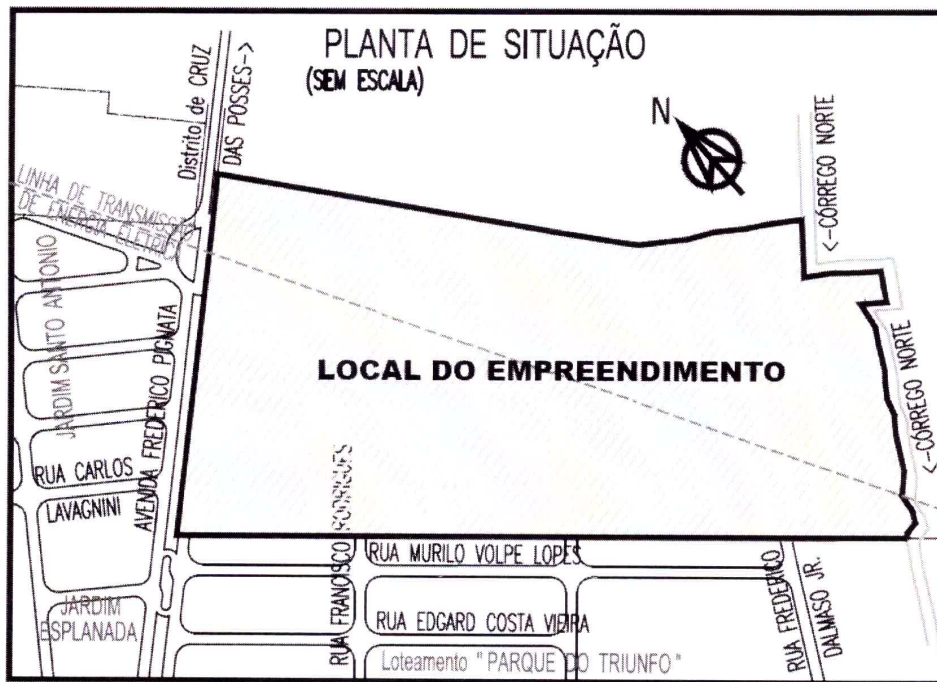 PLANTA DE SITUAÇÃO
(SEM ESCALA)
Distrito de CRUZ
DAS POSSES->
N
<-CÓRREGO NORTE
LINHA DE TRANSMISSÃO
DE ENERGIA ELÉTRICA
JARDIM SANTO ANTONIO
AVENIDA FREDERICO PIGNATA
LOCAL DO EMPREENDIMENTO
<-CÓRREGO NORTE
RUA CARLOS
LAVAGNINI
RUA FRANCISCO RODRIGUES
RUA MURILO VOLPE LOPES
RUA FREDERICO
DALMASO JR.
JARDIM
ESPLANADA
RUA EDGARD COSTA VIEIRA
Loteamento "PARQUE DO TRIUNFO"